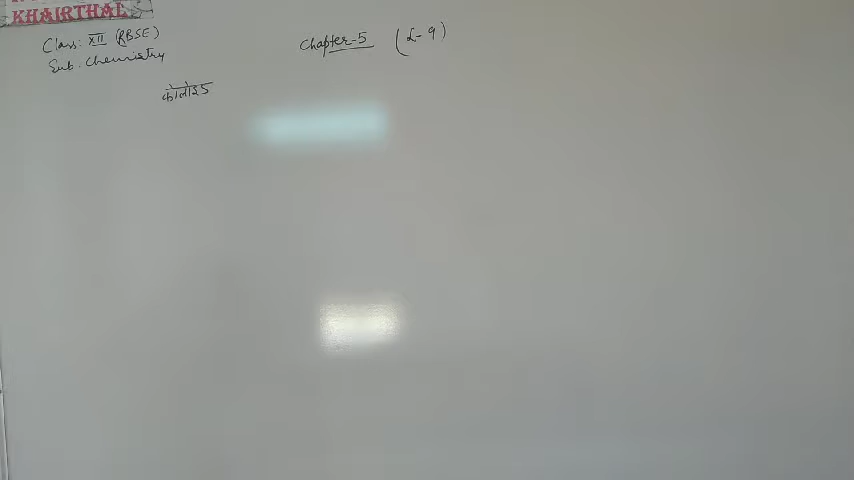 KHAIRTHAL
Class: XII (RBSE)
Chapter-5 (L-9)
Sub. Chemistry
कोलोइड